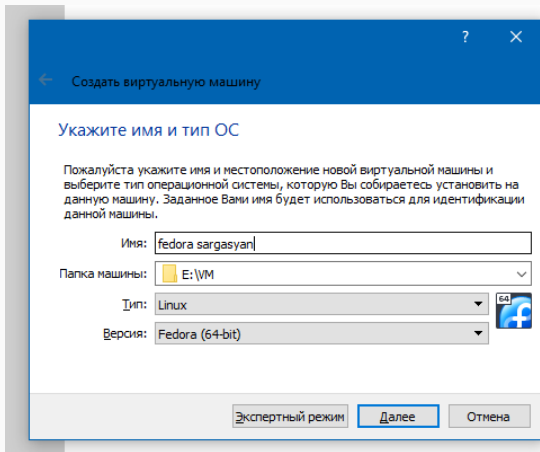 ?
Создать виртуальную машину
Укажите имя и тип ОС
Пожалуйста укажите имя и местоположение новой виртуальной машины и
выберите тип операционной системы, которую Вы собираетесь установить на
данную машину. Заданное Вами имя будет использоваться для идентификации
данной машины.
Имя: fedora sargasyan
Папка машины: E:\VM
Тип: Linux
64
Версия: Fedora (64-bit)
Экспертный режим Далее Отмена